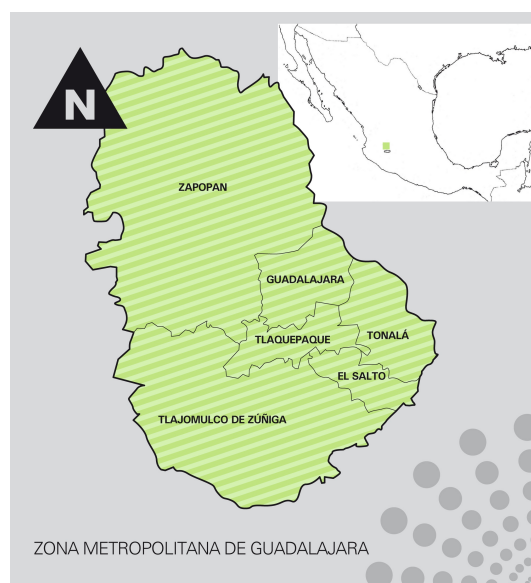 N
ZAPOPAN
GUADALAJARA
TLAQUEPAQUE
TONALÁ
EL SALTO
TLAJOMULCO DE ZÚÑIGA
ZONA METROPOLITANA DE GUADALAJARA